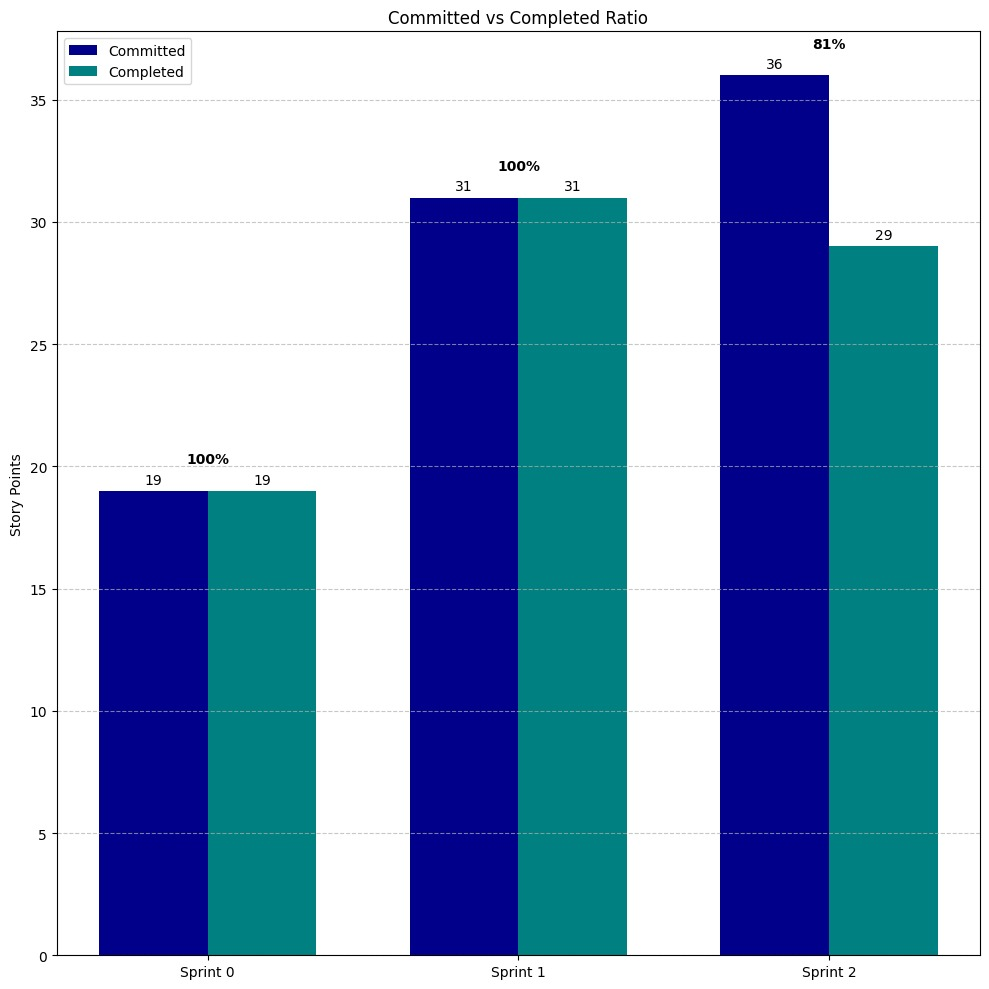 Committed vs Completed Ratio
Committed
Completed
81%
36
100%
31
31
29
100%
19
19
Story Points
35
30
25
20
15
10
5
0
Sprint 0
Sprint 1
Sprint 2